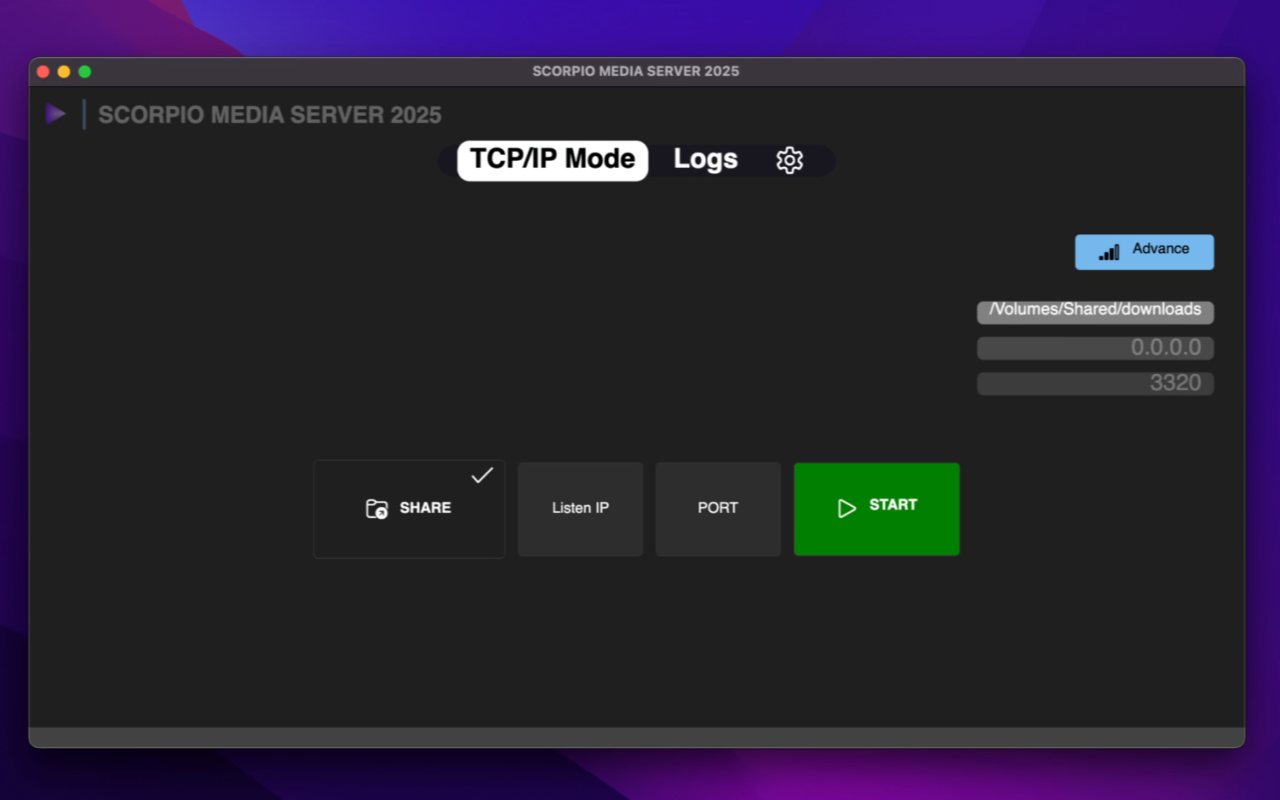 SCORPIO MEDIA SERVER 2025
SCORPIO MEDIA SERVER 2025
TCP/IP Mode Logs
Advance
/Volumes/Shared/downloads
0.0.0.0
3320
SHARE Listen IP PORT START